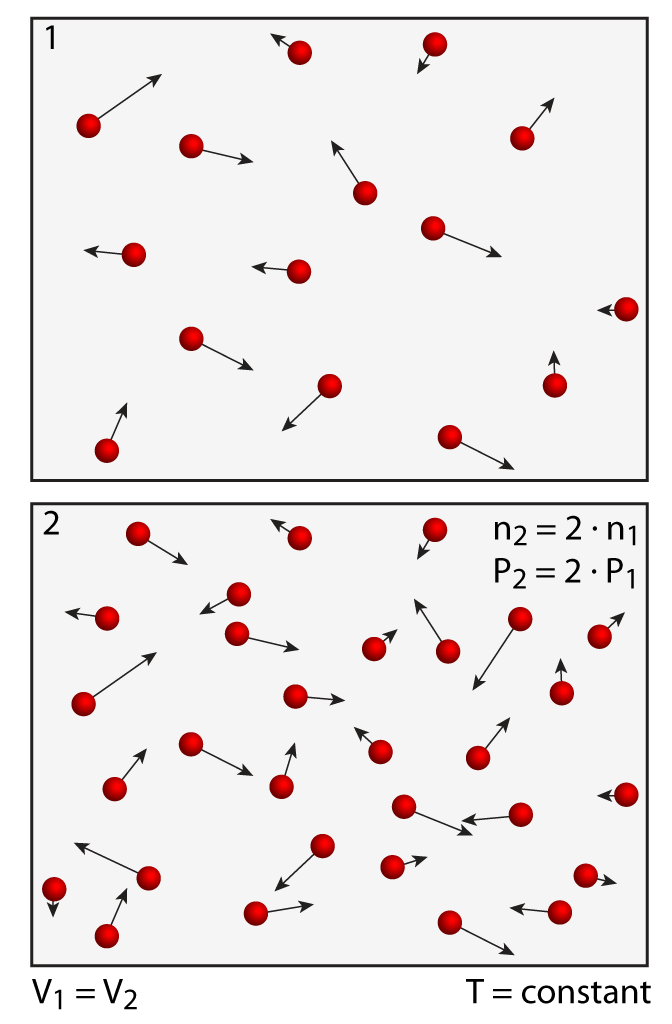 1
2
n₂ = 2 · n₁
P₂ = 2 · P₁
V₁ = V₂
T = constant